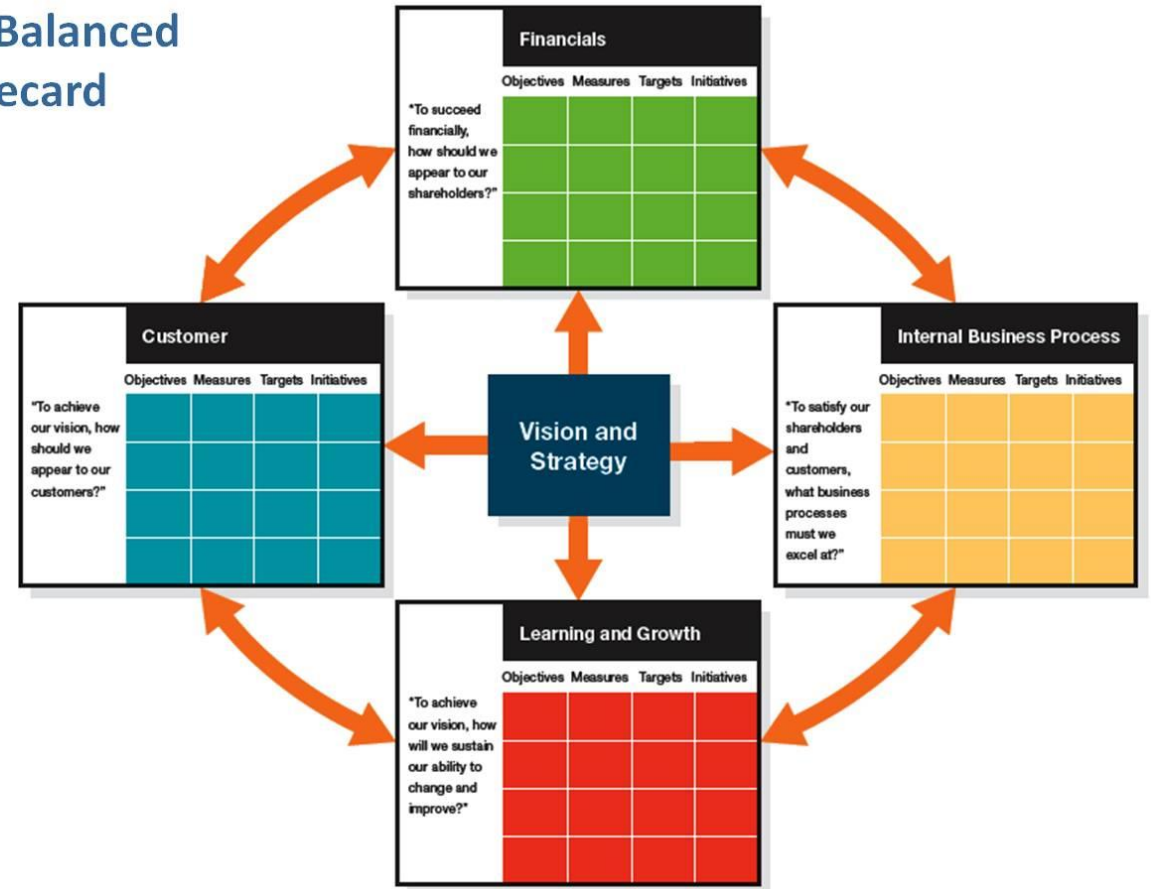 Balanced
ecard
Financials
Objectives Measures Targets Initiatives
"To succeed
financially,
how should we
appear to our
shareholders?"
Customer
Objectives Measures Targets Initiatives
"To achieve
our vision, how
should we
appear to our
customers?"
Vision and
Strategy
Internal Business Process
Objectives Measures Targets Initiatives
"To satisfy our
shareholders
and
customers,
what business
processes
must we
excel at?"
Learning and Growth
Objectives Measures Targets Initiatives
"To achieve
our vision, how
will we sustain
our ability to
change and
improve?"